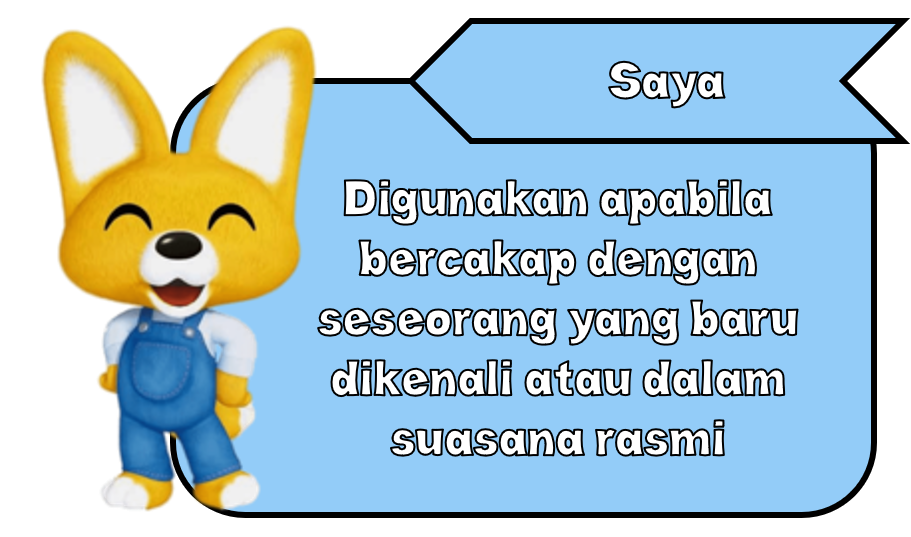 Saya
Digunakan apabila
bercakap dengan
seseorang yang baru
dikenali atau dalam
suasana rasmi